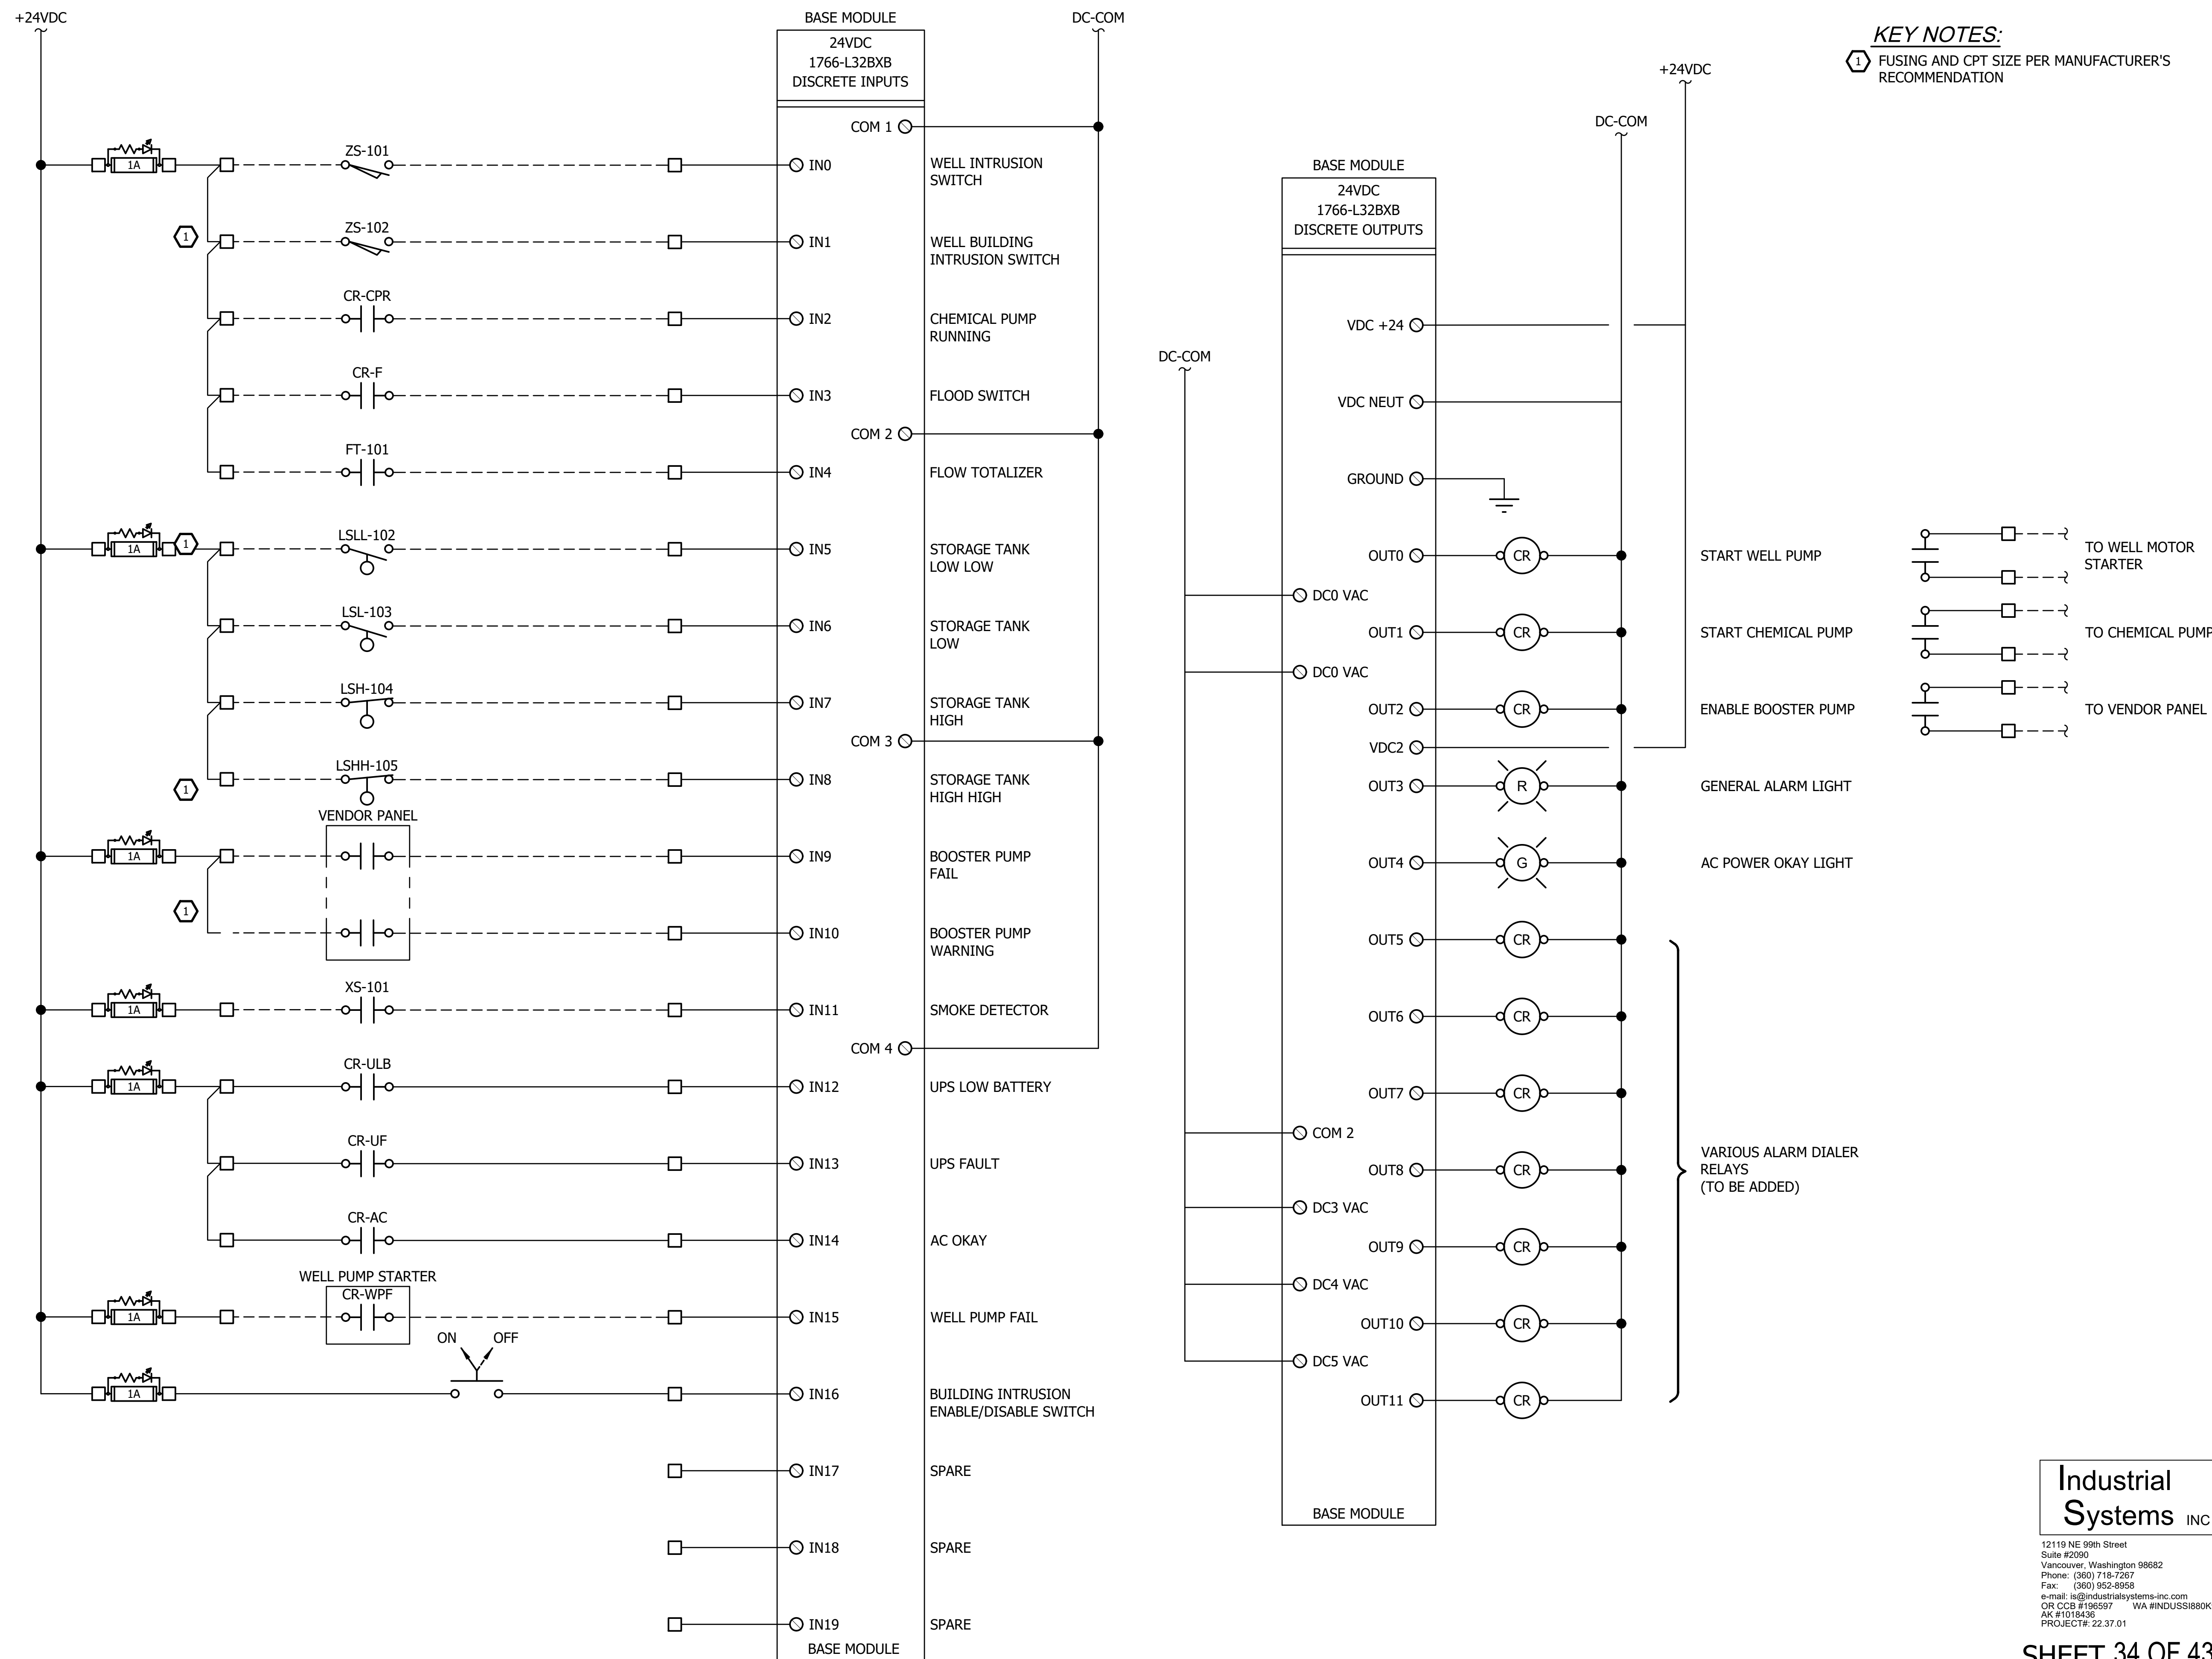 +24VDC
BASE MODULE
24VDC
1766-L32BXB
DISCRETE INPUTS
DC-COM
COM 1
1A
ZS-101
IN0
WELL INTRUSION
SWITCH
1
ZS-102
IN1
WELL BUILDING
INTRUSION SWITCH
CR-CPR
IN2
CHEMICAL PUMP
RUNNING
CR-F
IN3
FLOOD SWITCH
COM 2
FT-101
IN4
FLOW TOTALIZER
1A
1
LSLL-102
IN5
STORAGE TANK
LOW LOW
LSL-103
IN6
STORAGE TANK
LOW
LSH-104
IN7
STORAGE TANK
HIGH
COM 3
1
LSHH-105
IN8
STORAGE TANK
HIGH HIGH
VENDOR PANEL
1A
IN9
BOOSTER PUMP
FAIL
1
IN10
BOOSTER PUMP
WARNING
1A
XS-101
IN11
SMOKE DETECTOR
COM 4
1A
CR-ULB
IN12
UPS LOW BATTERY
CR-UF
IN13
UPS FAULT
CR-AC
IN14
AC OKAY
WELL PUMP STARTER
1A
CR-WPF
IN15
WELL PUMP FAIL
ON
OFF
1A
IN16
BUILDING INTRUSION
ENABLE/DISABLE SWITCH
IN17
SPARE
IN18
SPARE
IN19
SPARE
BASE MODULE
BASE MODULE
24VDC
1766-L32BXB
DISCRETE OUTPUTS
DC-COM
+24VDC
DC-COM
VDC +24
VDC NEUT
GROUND
OUT0
CR
START WELL PUMP
TO WELL MOTOR
STARTER
DC0 VAC
OUT1
CR
START CHEMICAL PUMP
TO CHEMICAL PUMP
DC0 VAC
OUT2
CR
ENABLE BOOSTER PUMP
TO VENDOR PANEL
VDC2
OUT3
R
GENERAL ALARM LIGHT
OUT4
G
AC POWER OKAY LIGHT
OUT5
CR
OUT6
CR
OUT7
CR
COM 2
OUT8
CR
VARIOUS ALARM DIALER
RELAYS
(TO BE ADDED)
DC3 VAC
OUT9
CR
DC4 VAC
OUT10
CR
DC5 VAC
OUT11
CR
BASE MODULE
KEY NOTES:
1 FUSING AND CPT SIZE PER MANUFACTURER'S
RECOMMENDATION
Industrial
Systems INC
12119 NE 99th Street
Suite #2090
Vancouver, Washington 98682
Phone: (360) 718-7267
Fax: (360) 952-8958
e-mail: is@industrialsystems-inc.com
OR CCB #196597 WA #INDUSSI880K
AK #1018436
PROJECT#: 22.37.01
SHEET 34 OF 43